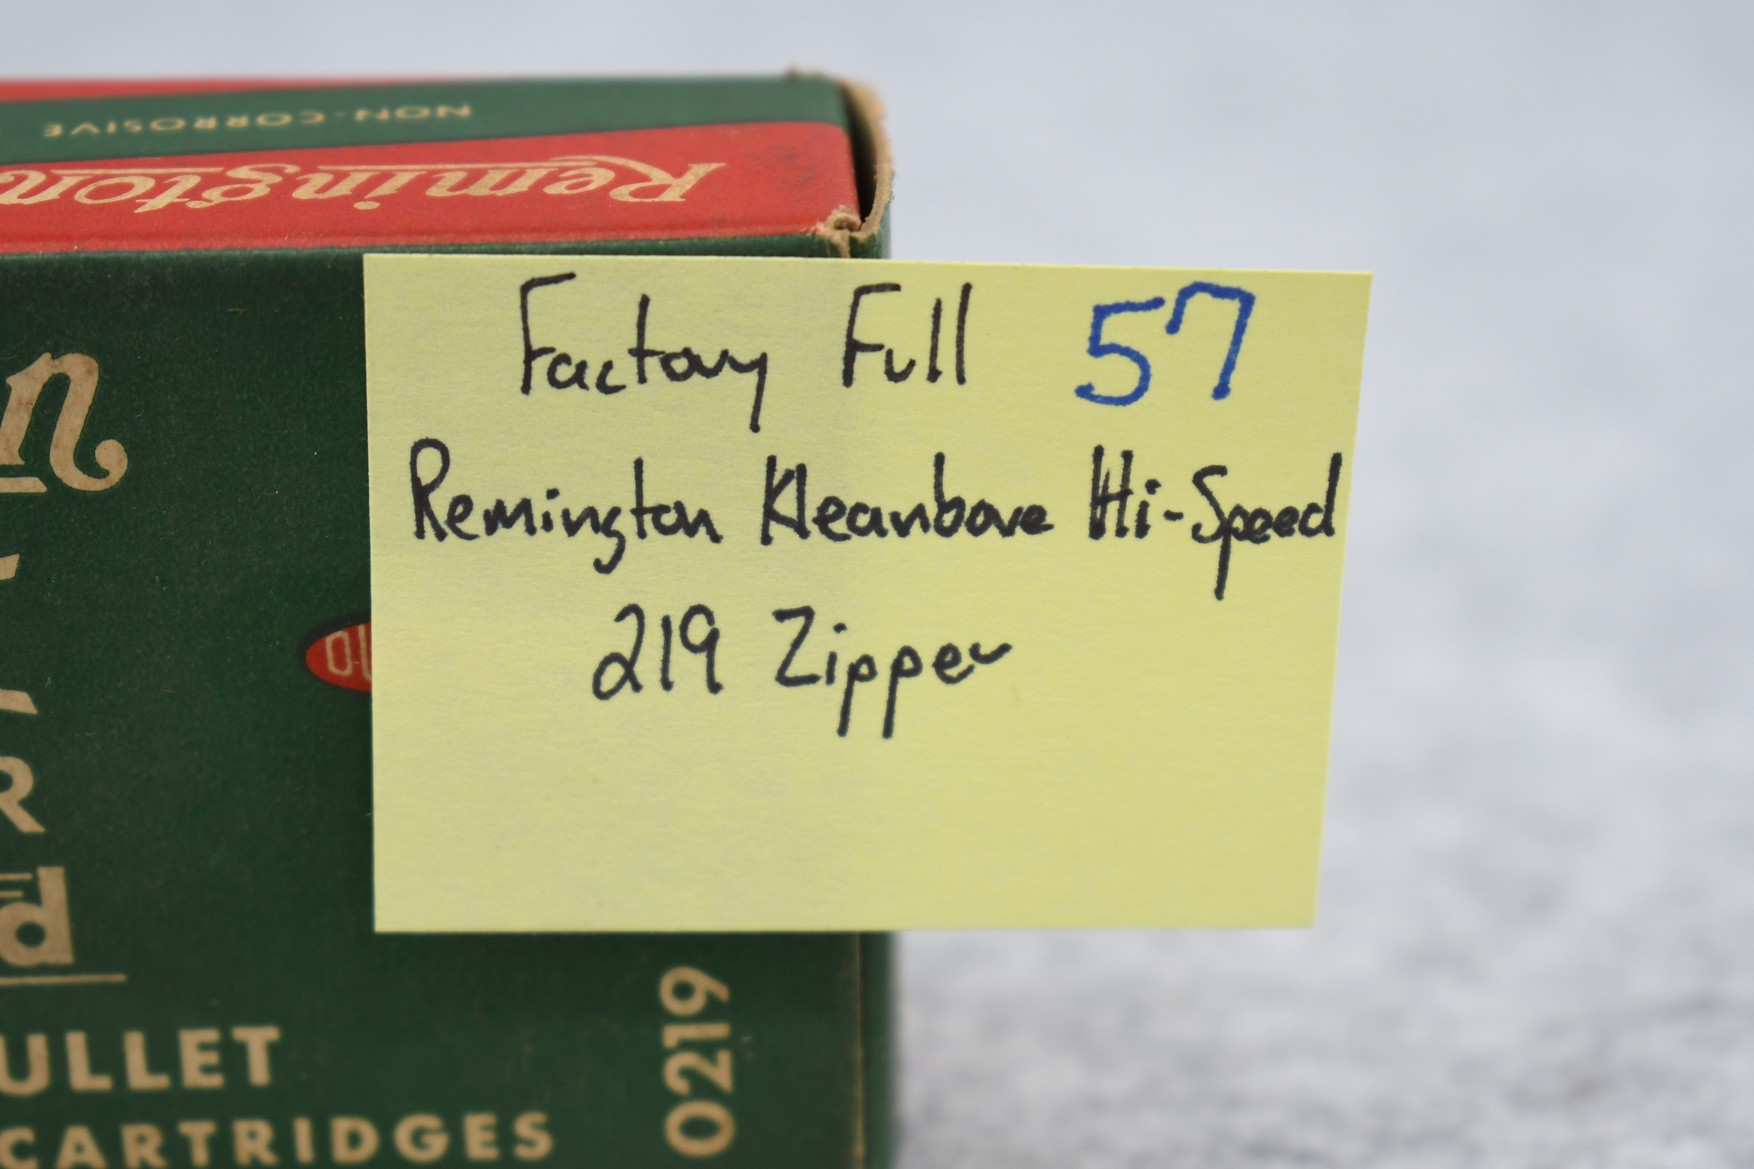 NON-CORROSIVE
Remington
Factory Full 57
Remington Kleanbore Hi-Speed
219 Zipper
n
R
d
ULLET
CARTRIDGES
0219